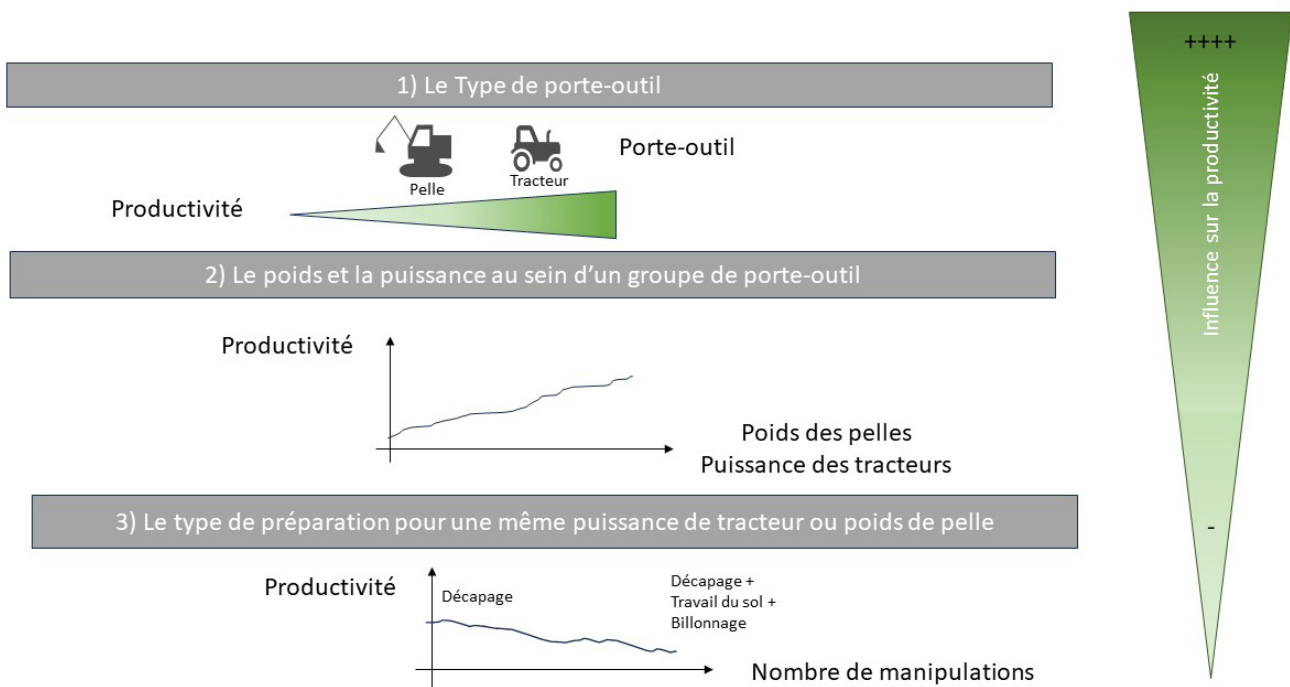 ++++
1) Le Type de porte-outil
Porte-outil
Pelle
Tracteur
Productivité
Influence sur la productivité
2) Le poids et la puissance au sein d'un groupe de porte-outil
Productivité
Poids des pelles
Puissance des tracteurs
3) Le type de préparation pour une même puissance de tracteur ou poids de pelle
-
Productivité
Décapage
Décapage +
Travail du sol +
Billonnage
Nombre de manipulations